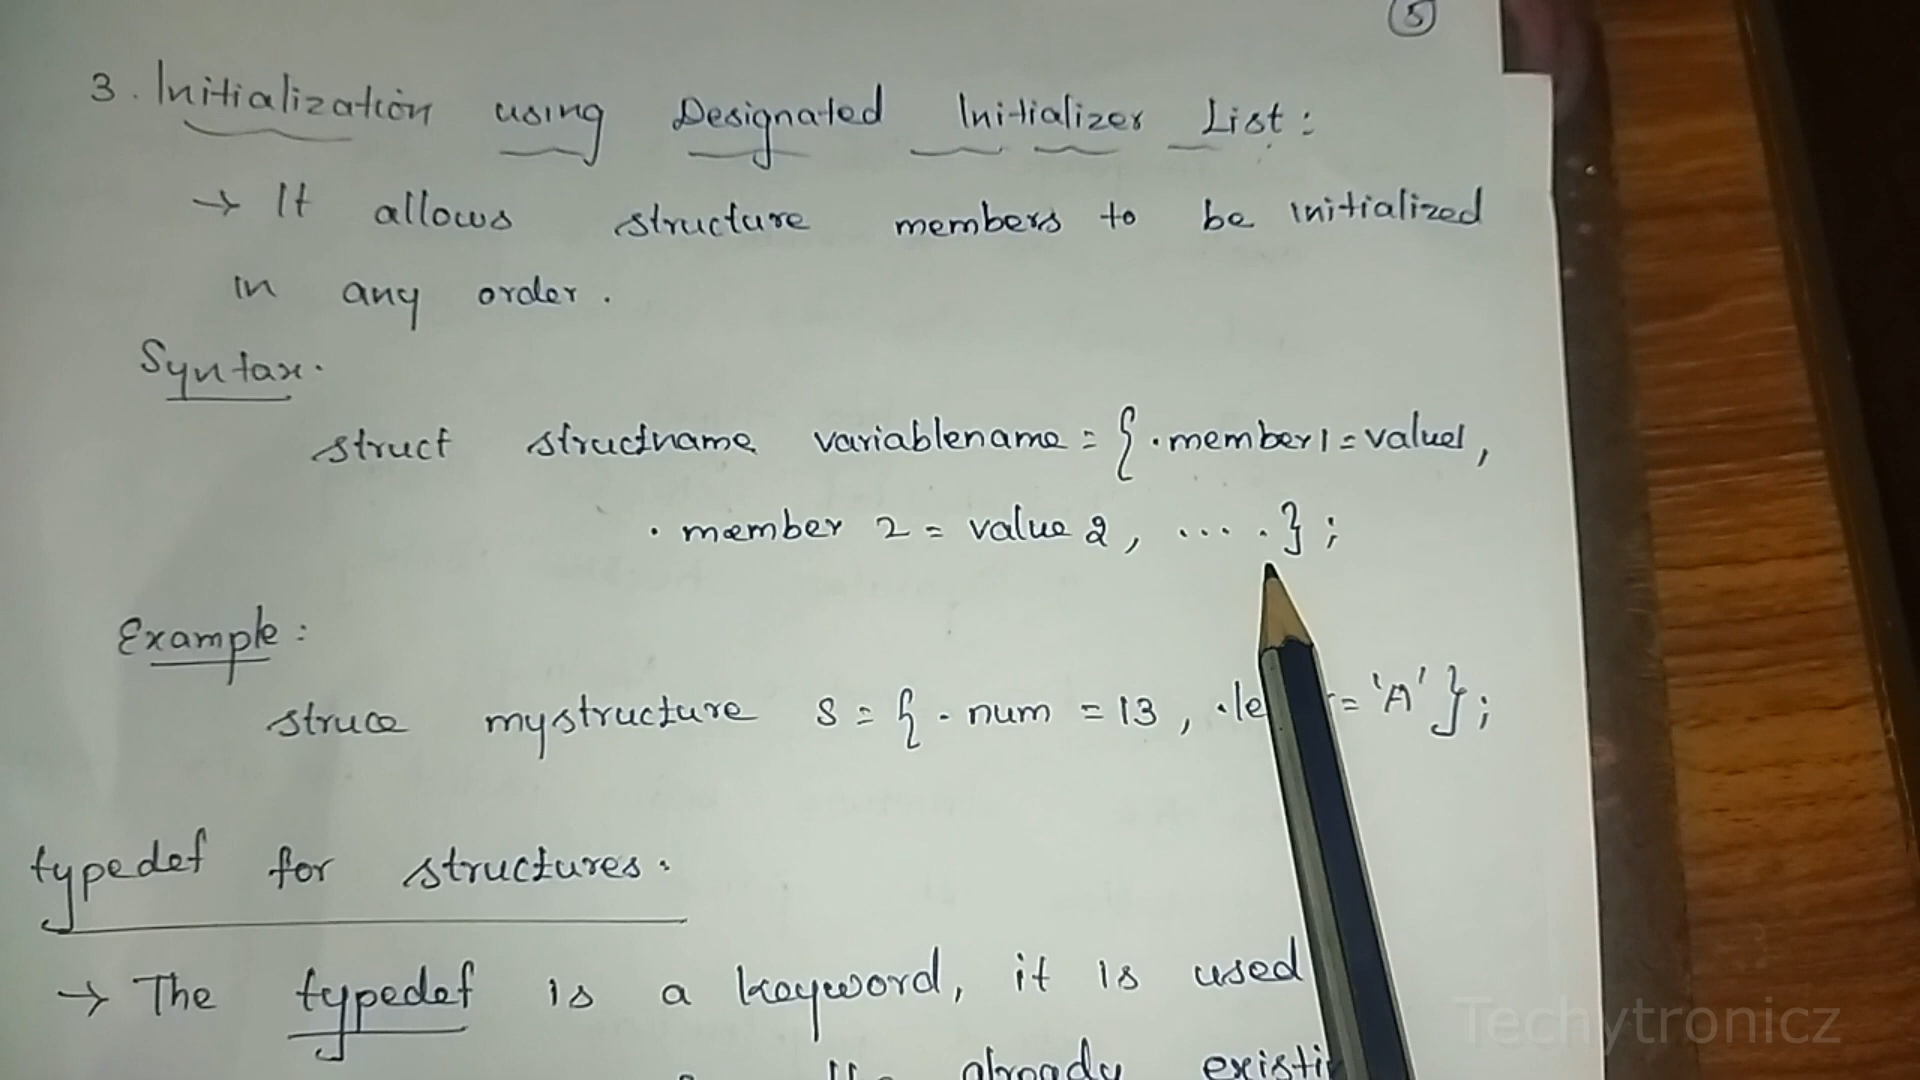 5
3. Initialization using Designated Initializer List:
→ It allows structure members to be initialized
in any order.
Syntax.
struct structname variablename = { .member1 = value1,
.member 2 = value 2, .... } ;
Example:
struce mystructure s = { .num = 13, .le = 'A' } ;
typedef for structures.
→ The typedef is a keyword, it is used
already
Techytronicz